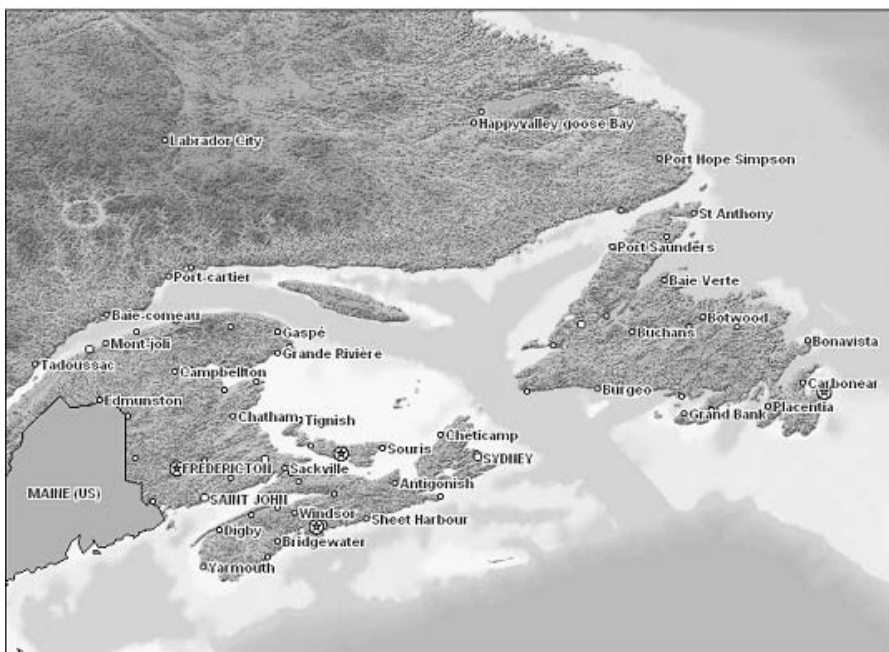 Labrador City
Happyvalley-goose Bay
Port Hope Simpson
St Anthony
Port Saunders
Port-cartier
Baie Verte
Baie-comeau
Botwood
Gaspé
Buchans
Mont-joli
Bonavista
Grande Rivière
Tadoussac
Campbellton
Carbonear
Burgeo
Edmunston
Placentia
Chatham
Tignish
Grand Bank
Cheticamp
Souris
SYDNEY
FREDERICTON
Sackville
Antigonish
MAINE (US)
SAINT JOHN
Windsor
Sheet Harbour
Digby
Bridgewater
Yarmouth